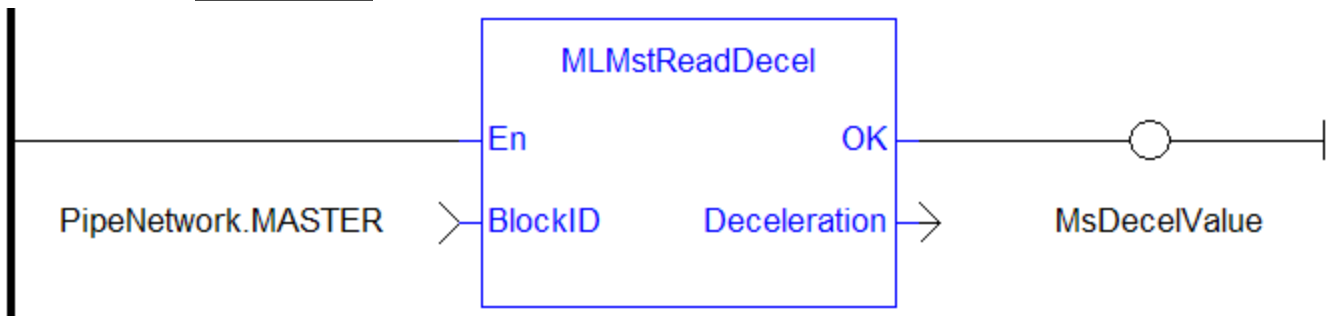 MLMstReadDecel
En OK
PipeNetwork.MASTER BlockID Deceleration MsDecelValue